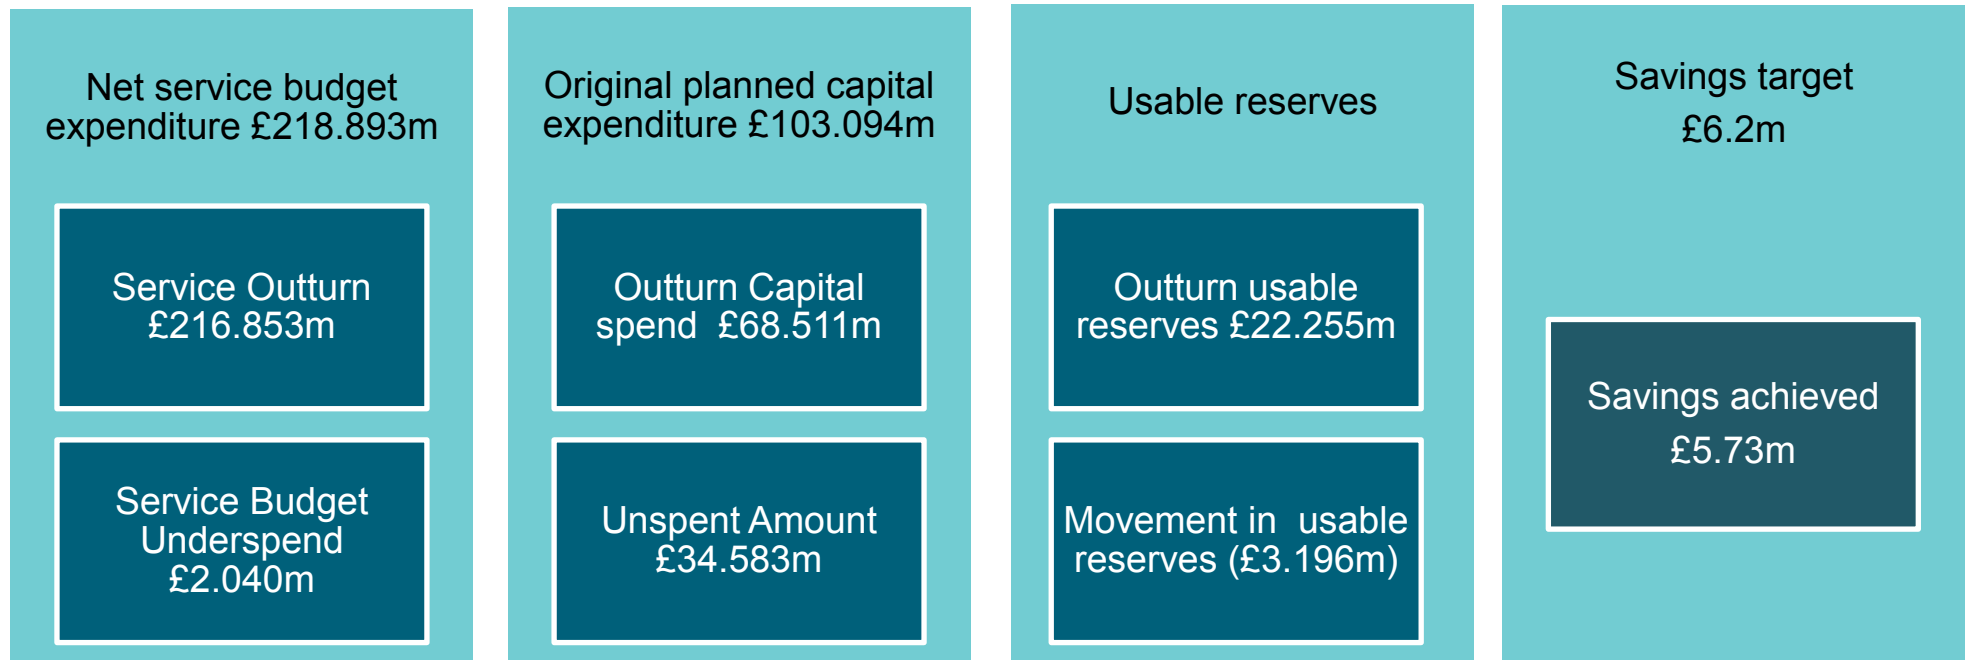 Net service budget
expenditure £218.893m
Service Outturn
£216.853m
Service Budget
Underspend
£2.040m
Original planned capital
expenditure £103.094m
Outturn Capital
spend £68.511m
Unspent Amount
£34.583m
Usable reserves
Outturn usable
reserves £22.255m
Movement in usable
reserves (£3.196m)
Savings target
£6.2m
Savings achieved
£5.73m